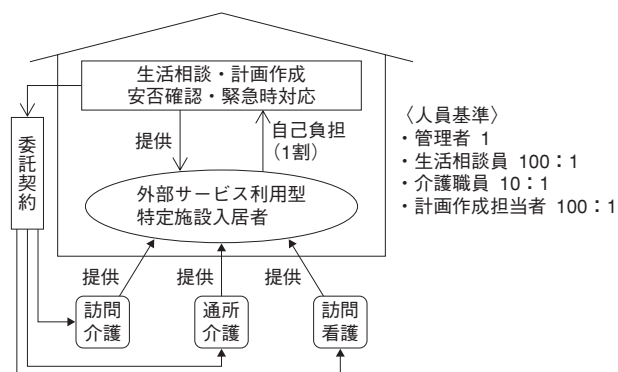 生活相談・計画作成
安否確認・緊急時対応
委託契約
提供
自己負担
（1割）
外部サービス利用型
特定施設入居者
提供
提供
提供
訪問
介護
通所
介護
訪問
看護
〈人員基準〉
・管理者 1
・生活相談員 100：1
・介護職員 10：1
・計画作成担当者 100：1